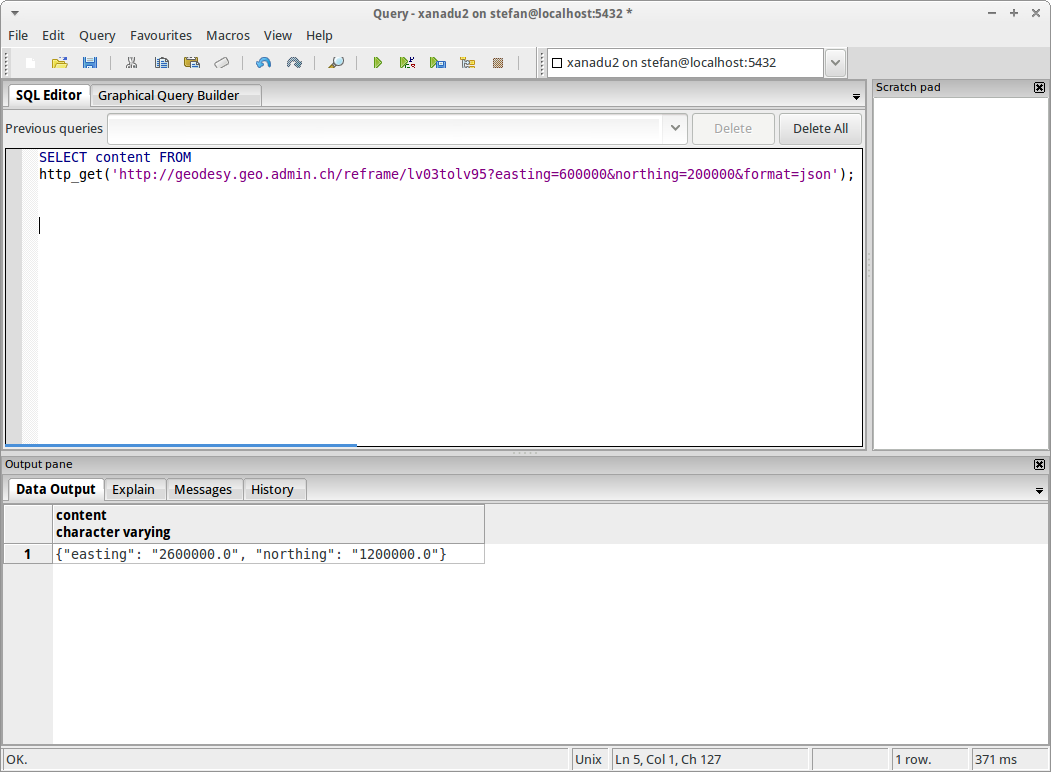 Query - xanadu2 on stefan@localhost:5432 *
File Edit Query Favourites Macros View Help
xanadu2 on stefan@localhost:5432
SQL Editor Graphical Query Builder
Scratch pad
Previous queries Delete Delete All
SELECT content FROM
http_get('http://geodesy.geo.admin.ch/reframe/lv03tolv95?easting=600000&northing=200000&format=json');
Output pane
Data Output Explain Messages History
content
character varying
1 {"easting": "2600000.0", "northing": "1200000.0"}
OK. Unix Ln 5, Col 1, Ch 127 1 row. 371 ms